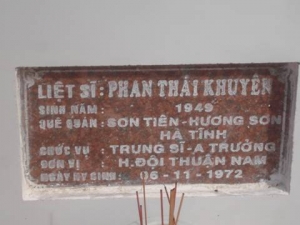 LIỆT SĨ : PHAN THÁI KHUYÊN
SINH NĂM : 1949
QUÊ QUÁN : SƠN TIÊN - HƯƠNG SƠN
HÀ TĨNH
CHỨC VỤ : TRUNG SĨ - A TRƯỞNG
ĐƠN VỊ : H.ĐỘI THUẬN NAM
NGÀY HY SINH : 06 - 11 - 1972